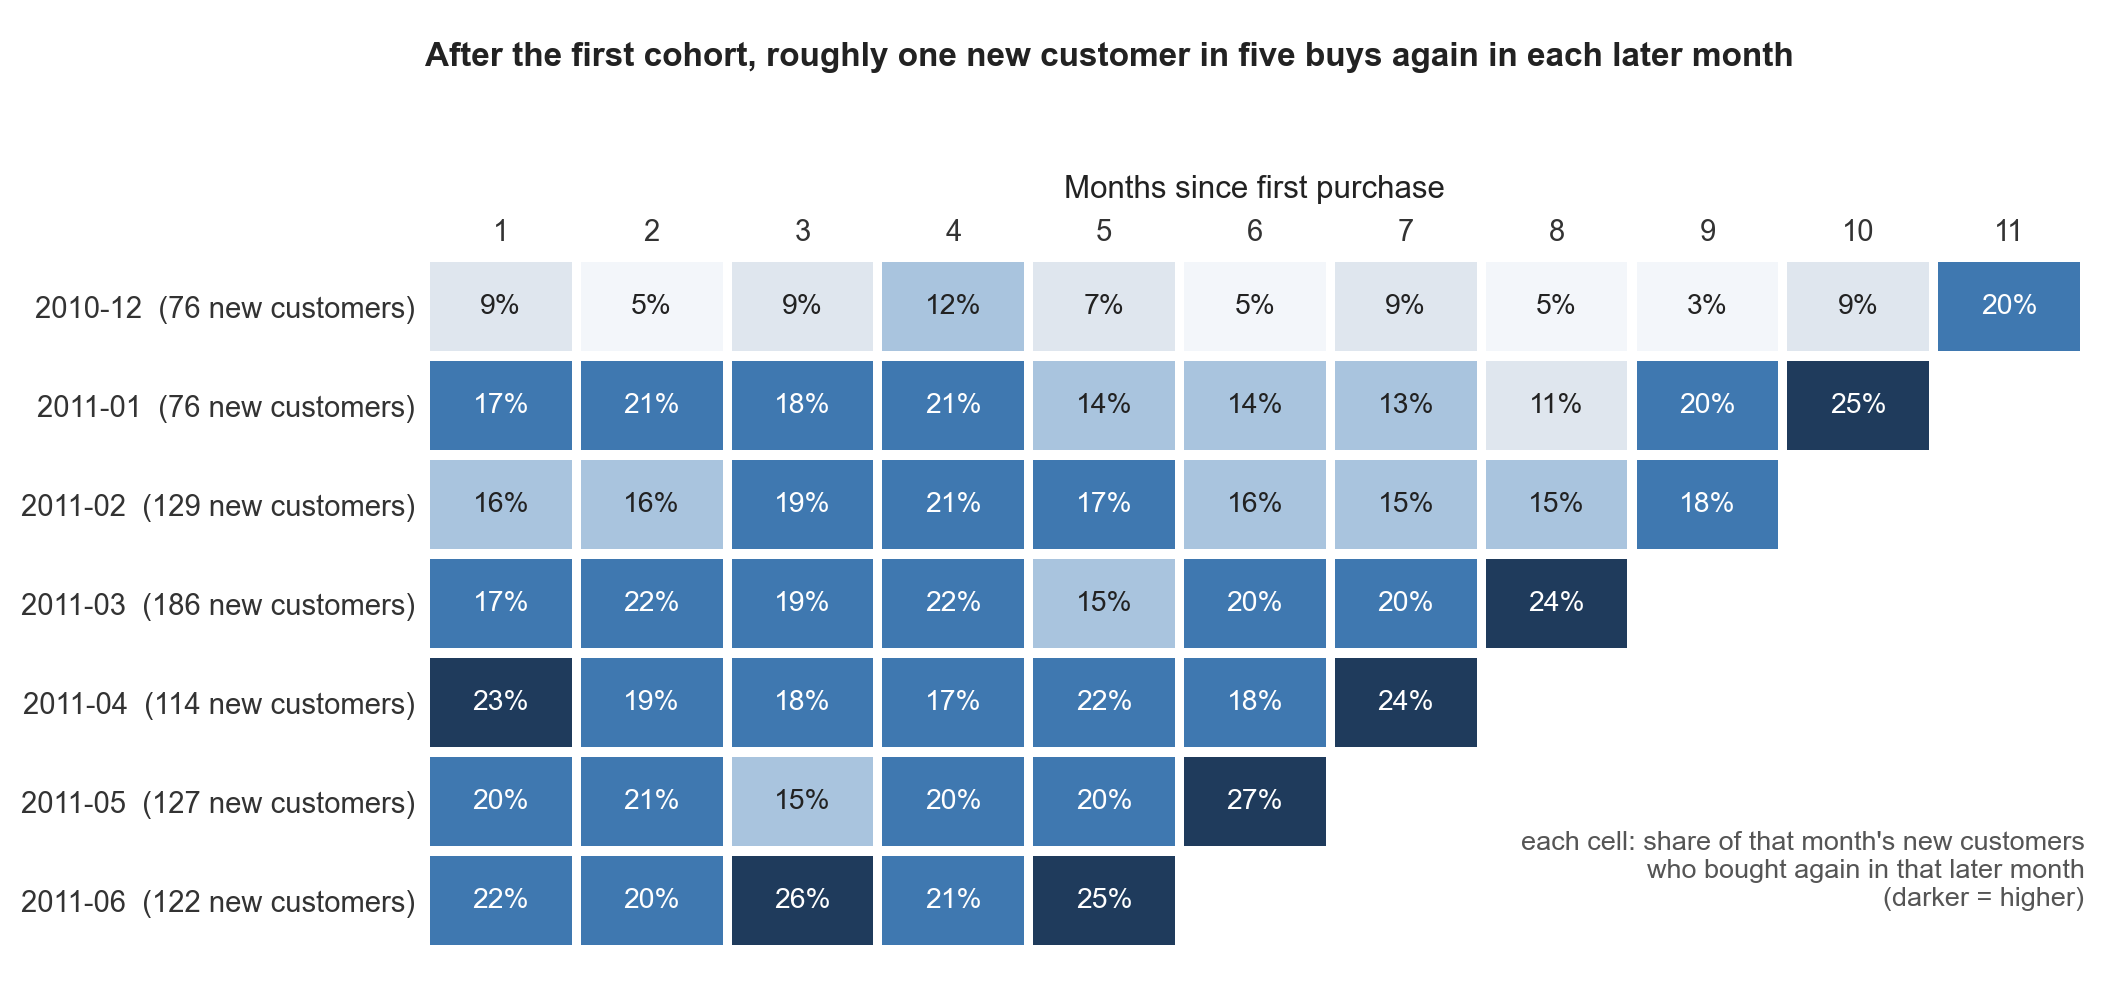 After the first cohort, roughly one new customer in five buys again in each later month
Months since first purchase
1 2 3 4 5 6 7 8 9 10 11
2010-12 (76 new customers) 9% 5% 9% 12% 7% 5% 9% 5% 3% 9% 20%
2011-01 (76 new customers) 17% 21% 18% 21% 14% 14% 13% 11% 20% 25%
2011-02 (129 new customers) 16% 16% 19% 21% 17% 16% 15% 15% 18%
2011-03 (186 new customers) 17% 22% 19% 22% 15% 20% 20% 24%
2011-04 (114 new customers) 23% 19% 18% 17% 22% 18% 24%
2011-05 (127 new customers) 20% 21% 15% 20% 20% 27%
2011-06 (122 new customers) 22% 20% 26% 21% 25%
each cell: share of that month's new customers
who bought again in that later month
(darker = higher)